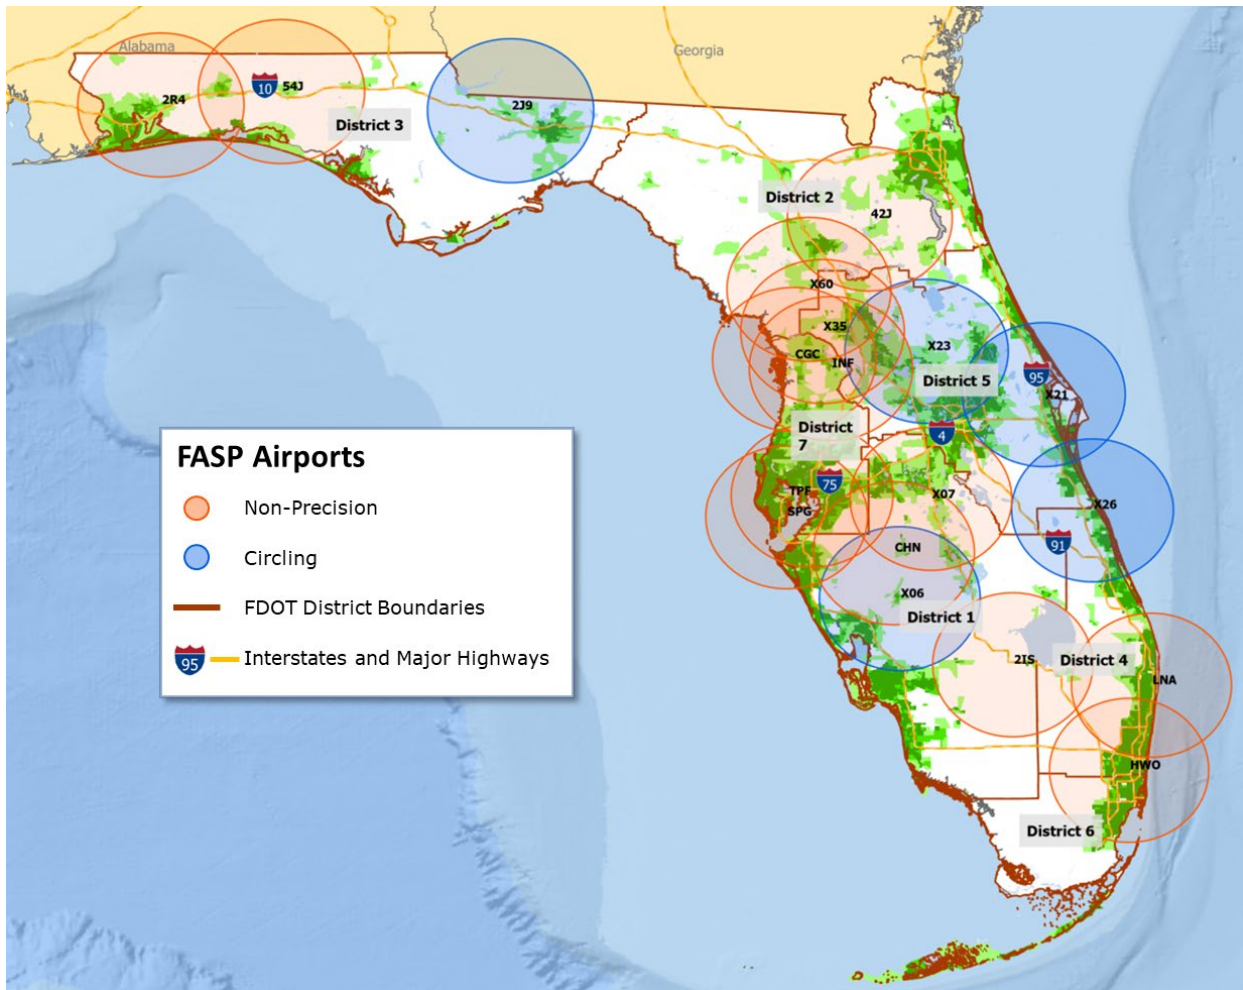 Alabama
Georgia
10
54J
2R4
2J9
District 3
District 2
42J
X60
X35
X23
CGC
INF
District 5
95
X21
District
7
4
75
TPF
SPG
X07
X26
91
CHN
X06
District 1
2IS
District 4
LNA
HWO
District 6
FASP Airports
Non-Precision
Circling
FDOT District Boundaries
95
Interstates and Major Highways